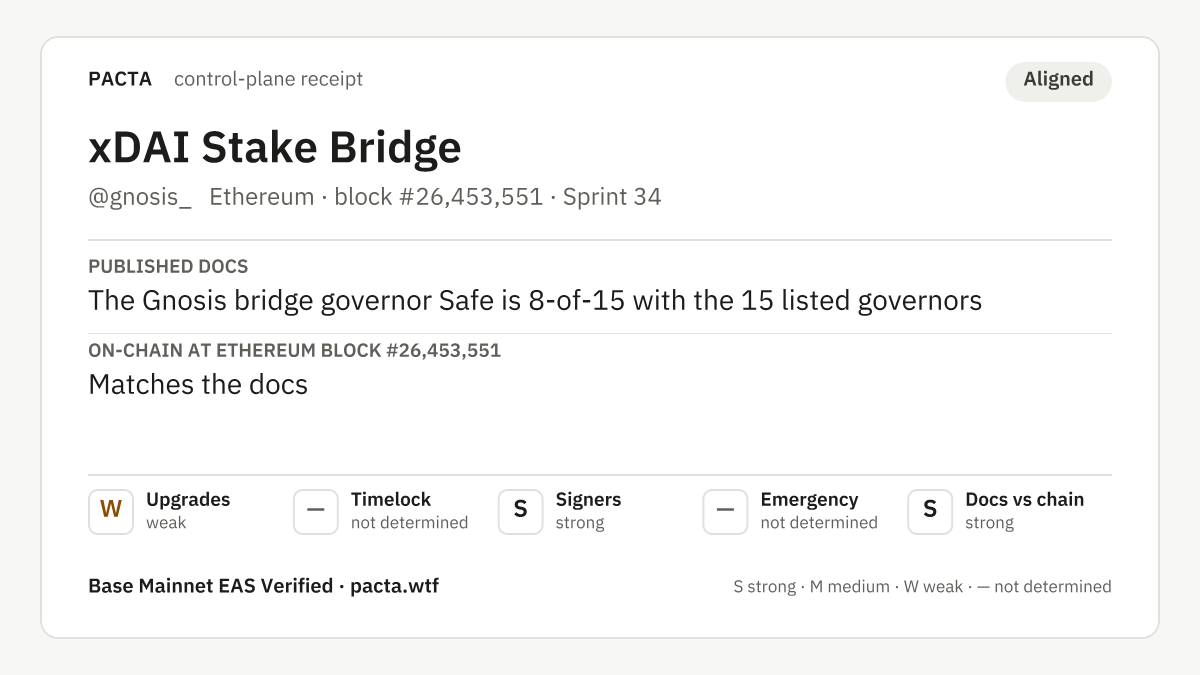 PACTA control-plane receipt
Aligned
xDAI Stake Bridge
@gnosis_ Ethereum · block #26,453,551 · Sprint 34
PUBLISHED DOCS
The Gnosis bridge governor Safe is 8-of-15 with the 15 listed governors
ON-CHAIN AT ETHEREUM BLOCK #26,453,551
Matches the docs
W Upgrades
weak
— Timelock
not determined
S Signers
strong
— Emergency
not determined
S Docs vs chain
strong
Base Mainnet EAS Verified · pacta.wtf
S strong · M medium · W weak · — not determined